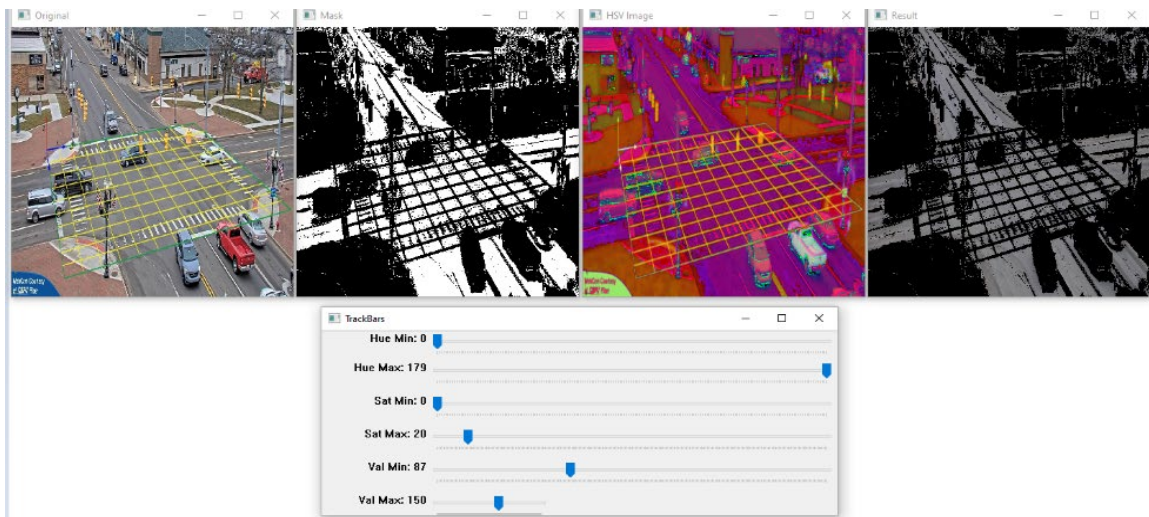 Original
Mask
HSV Image
Result
TrackBars
Hue Min: 0
Hue Max: 179
Sat Min: 0
Sat Max: 20
Val Min: 87
Val Max: 150